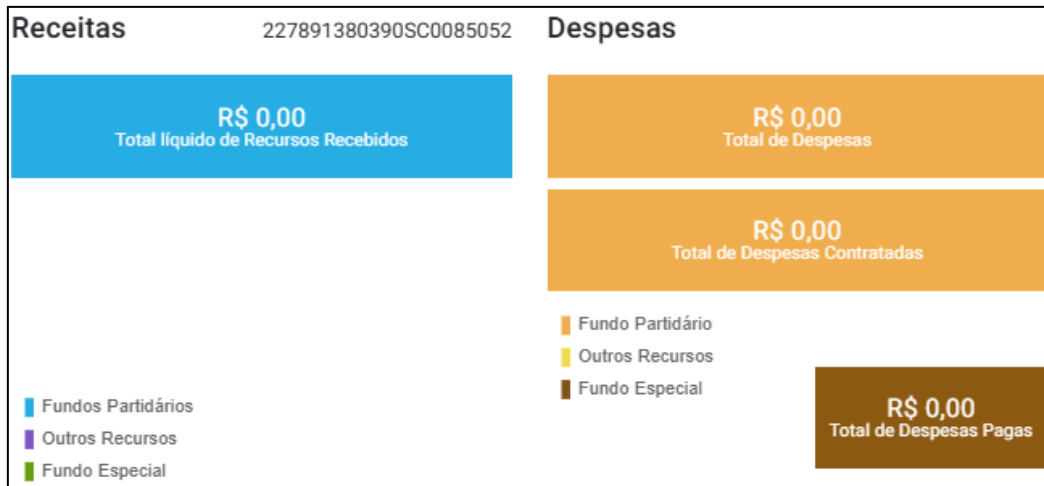 Receitas 227891380390SC0085052
R$ 0,00
Total líquido de Recursos Recebidos
Fundos Partidários
Outros Recursos
Fundo Especial
Despesas
R$ 0,00
Total de Despesas
R$ 0,00
Total de Despesas Contratadas
Fundo Partidário
Outros Recursos
Fundo Especial
R$ 0,00
Total de Despesas Pagas